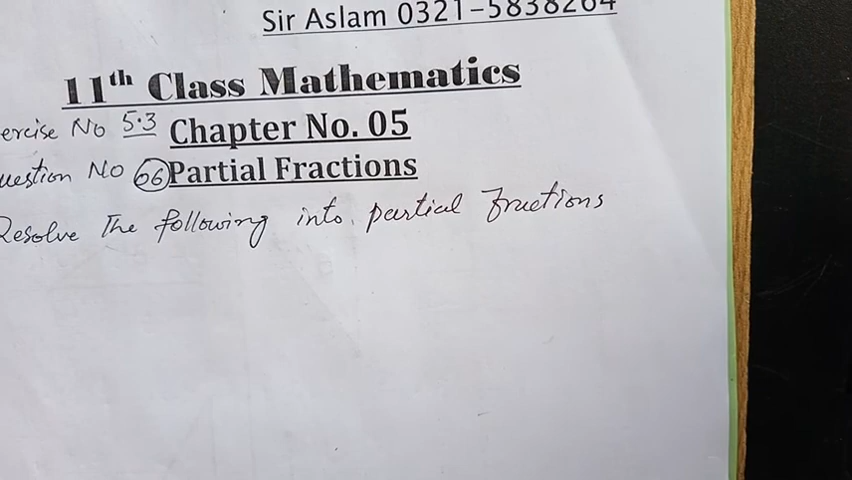 Sir Aslam 0321-5838264
11th Class Mathematics
ercise No 5.3 Chapter No. 05
uestion No 06 Partial Fractions
Resolve The following into partial fractions